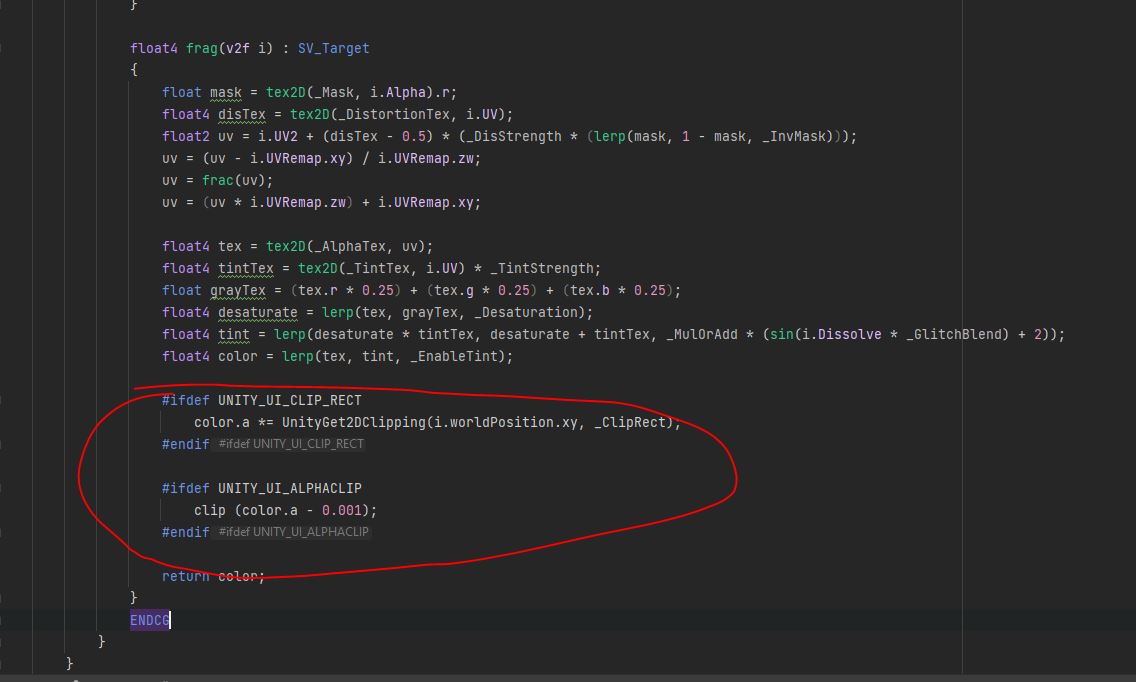 }
float4 frag(v2f i) : SV_Target
{
float mask = tex2D(_Mask, i.Alpha).r;
float4 disTex = tex2D(_DistortionTex, i.UV);
float2 uv = i.UV2 + (disTex - 0.5) * (_DisStrength * (lerp(mask, 1 - mask, _InvMask)));
uv = (uv - i.UVRemap.xy) / i.UVRemap.zw;
uv = frac(uv);
uv = (uv * i.UVRemap.zw) + i.UVRemap.xy;
float4 tex = tex2D(_AlphaTex, uv);
float4 tintTex = tex2D(_TintTex, i.UV) * _TintStrength;
float grayTex = (tex.r * 0.25) + (tex.g * 0.25) + (tex.b * 0.25);
float4 desaturate = lerp(tex, grayTex, _Desaturation);
float4 tint = lerp(desaturate * tintTex, desaturate + tintTex, _MulOrAdd * (sin(i.Dissolve * _GlitchBlend) + 2));
float4 color = lerp(tex, tint, _EnableTint);
#ifdef UNITY_UI_CLIP_RECT
color.a *= UnityGet2DClipping(i.worldPosition.xy, _ClipRect);
#endif #ifdef UNITY_UI_CLIP_RECT
#ifdef UNITY_UI_ALPHACLIP
clip (color.a - 0.001);
#endif #ifdef UNITY_UI_ALPHACLIP
return color;
}
ENDCG
}
}